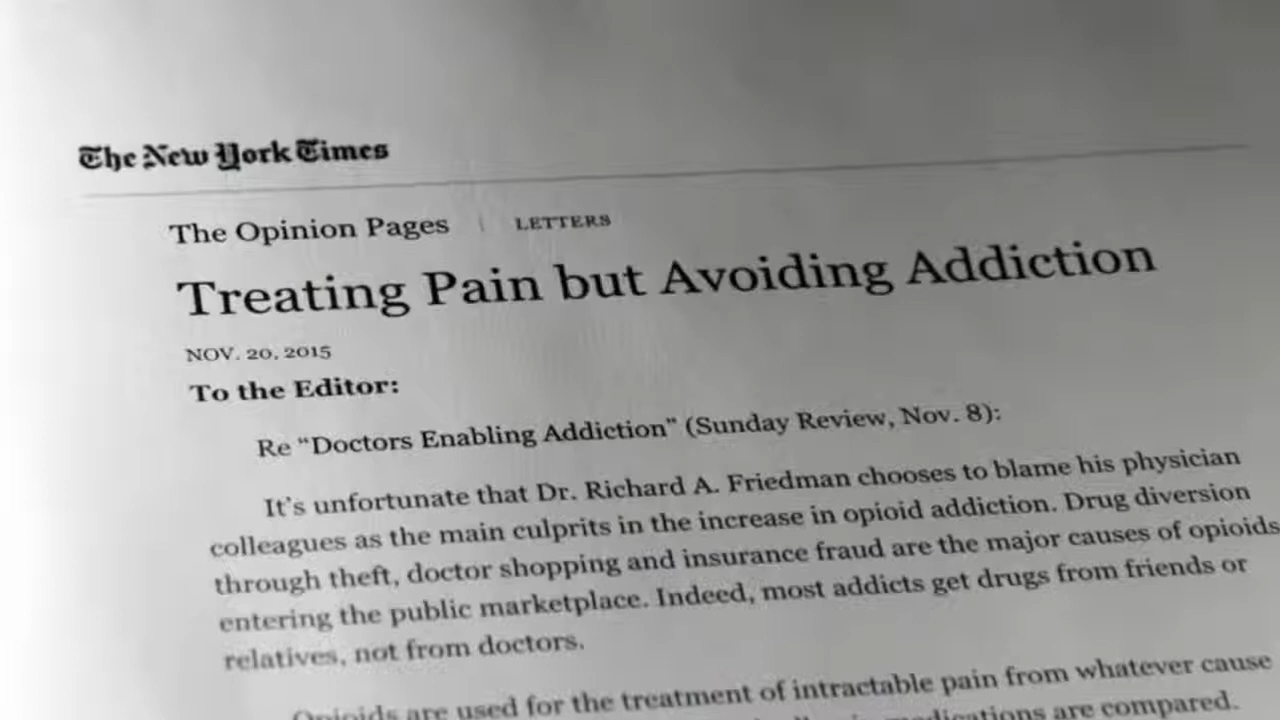 The New York Times
The Opinion Pages | LETTERS
Treating Pain but Avoiding Addiction
NOV. 20, 2015
To the Editor:
Re “Doctors Enabling Addiction” (Sunday Review, Nov. 8):
It’s unfortunate that Dr. Richard A. Friedman chooses to blame his physician
colleagues as the main culprits in the increase in opioid addiction. Drug diversion
through theft, doctor shopping and insurance fraud are the major causes of opioids
entering the public marketplace. Indeed, most addicts get drugs from friends or
relatives, not from doctors.
Opioids are used for the treatment of intractable pain from whatever cause
medications are compared.